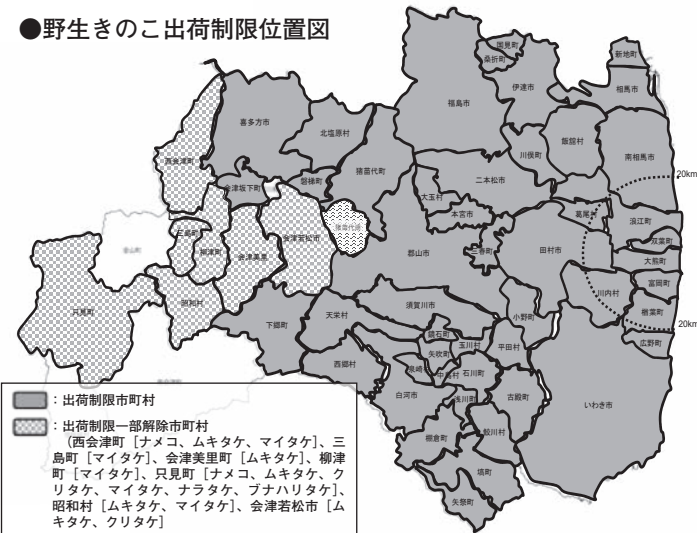 ●野生きのこ出荷制限位置図
国見町
桑折町
新地町
伊達市
相馬市
福島市
喜多方市
北塩原村
西会津町
猪苗代町
川俣町
飯舘村
南相馬市
20km
会津坂下町
磐梯町
二本松市
大玉村
本宮市
葛尾村
浪江町
双葉町
大熊町
三島町
柳津町
会津美里
会津若松市
猪苗代湖
郡山市
三春町
田村市
金山町
川内村
富岡町
楢葉町
昭和村
只見町
20km
広野町
下郷町
天栄村
須賀川市
小野町
鏡石町
玉川村
平田村
矢吹町
西郷村
泉崎村
中島村
石川町
白河市
浅川町
古殿町
いわき市
棚倉町
鮫川村
塙町
矢祭町
：出荷制限市町村
：出荷制限一部解除市町村
（西会津町［ナメコ、ムキタケ、マイタケ］、三
島町［マイタケ］、会津美里町［ムキタケ］、柳津
町［マイタケ］、只見町［ナメコ、ムキタケ、ク
リタケ、マイタケ、ナラタケ、ブナハリタケ］、
昭和村［ムキタケ、マイタケ］、会津若松市［ム
キタケ、クリタケ］